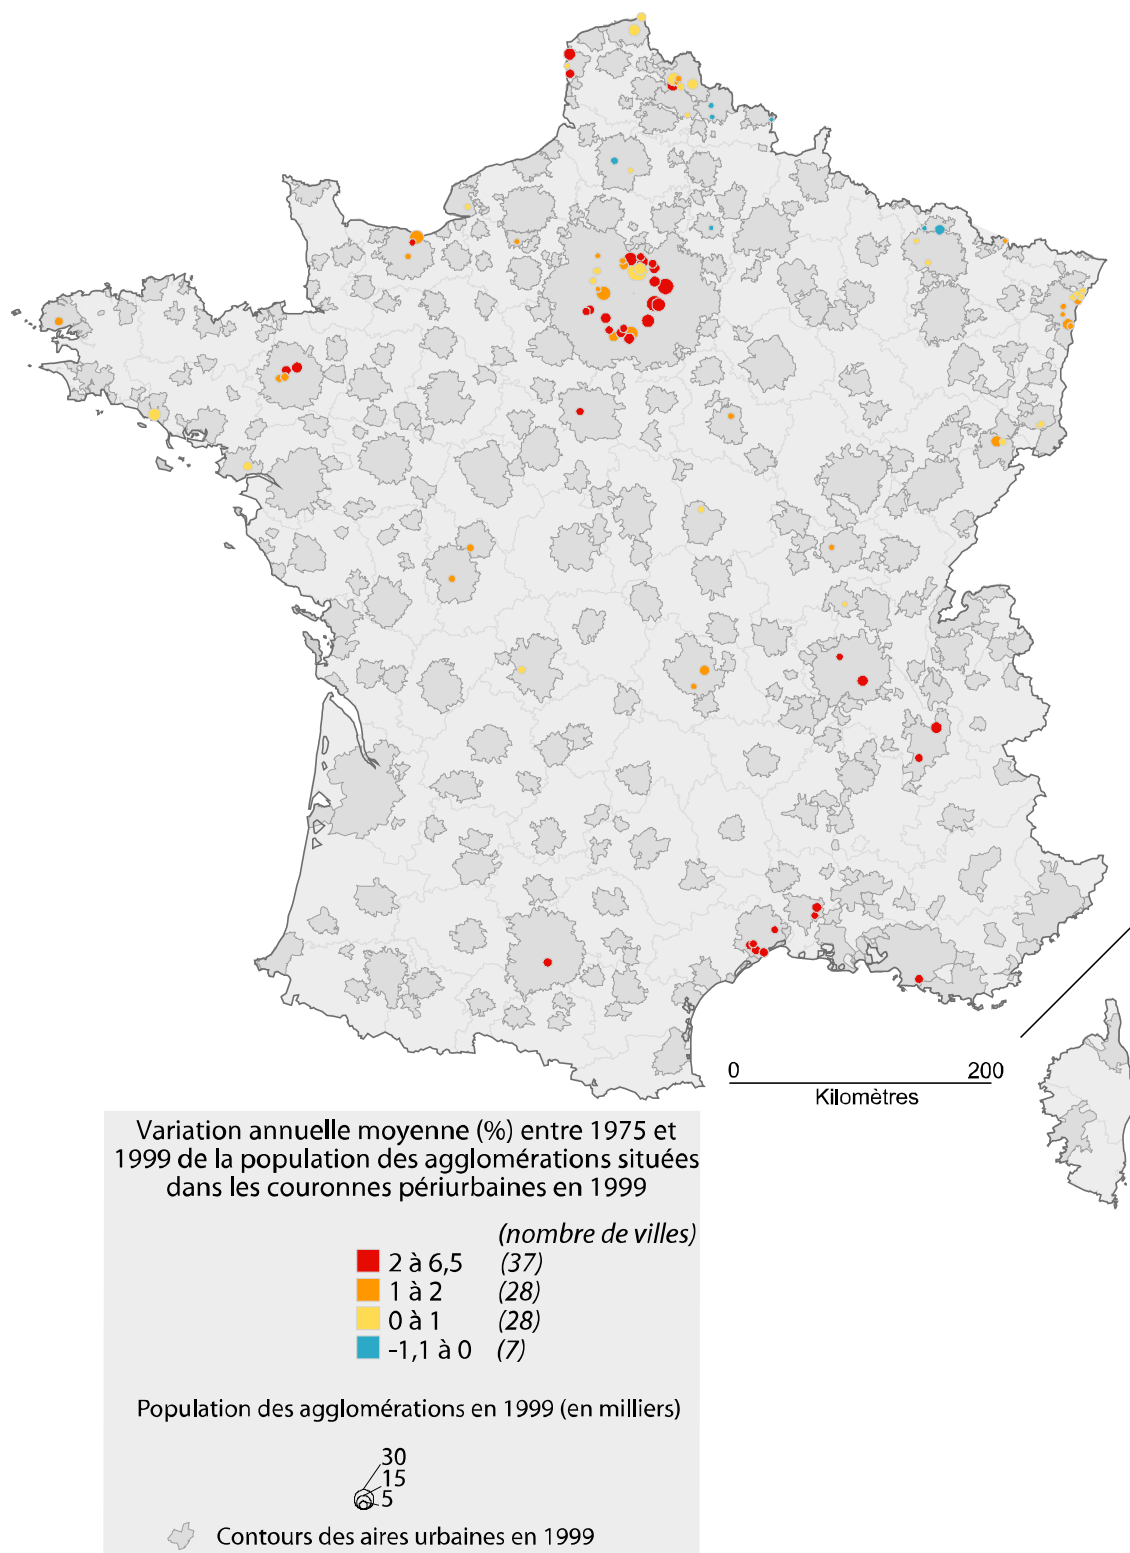 0 200
Kilomètres
Variation annuelle moyenne (%) entre 1975 et
1999 de la population des agglomérations situées
dans les couronnes périurbaines en 1999
(nombre de villes)
2 à 6,5 (37)
1 à 2 (28)
0 à 1 (28)
-1,1 à 0 (7)
Population des agglomérations en 1999 (en milliers)
30
15
5
Contours des aires urbaines en 1999